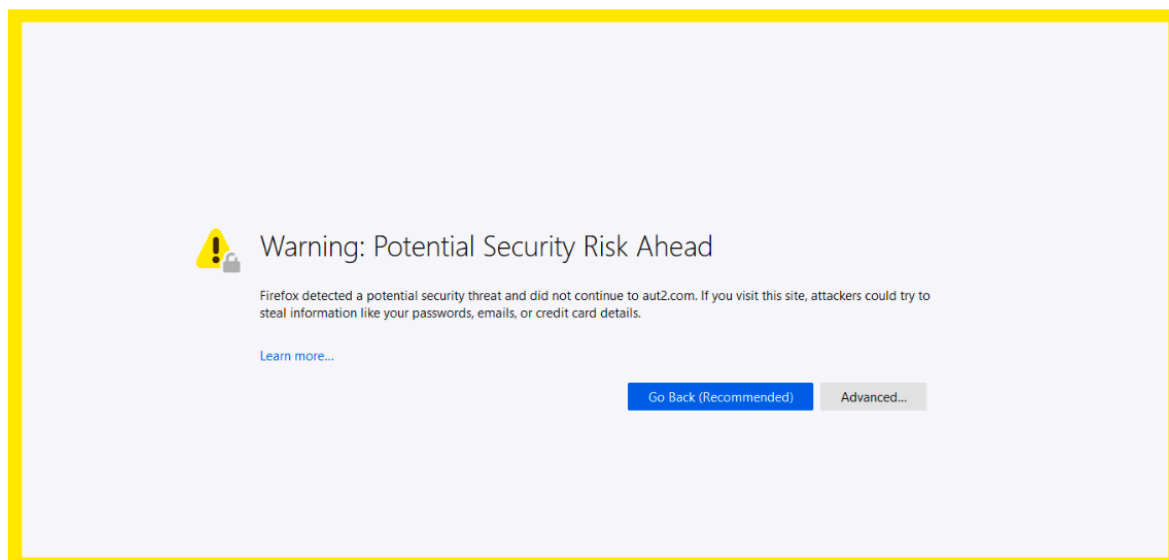 Warning: Potential Security Risk Ahead
Firefox detected a potential security threat and did not continue to aut2.com. If you visit this site, attackers could try to
steal information like your passwords, emails, or credit card details.
Learn more...
Go Back (Recommended)
Advanced...